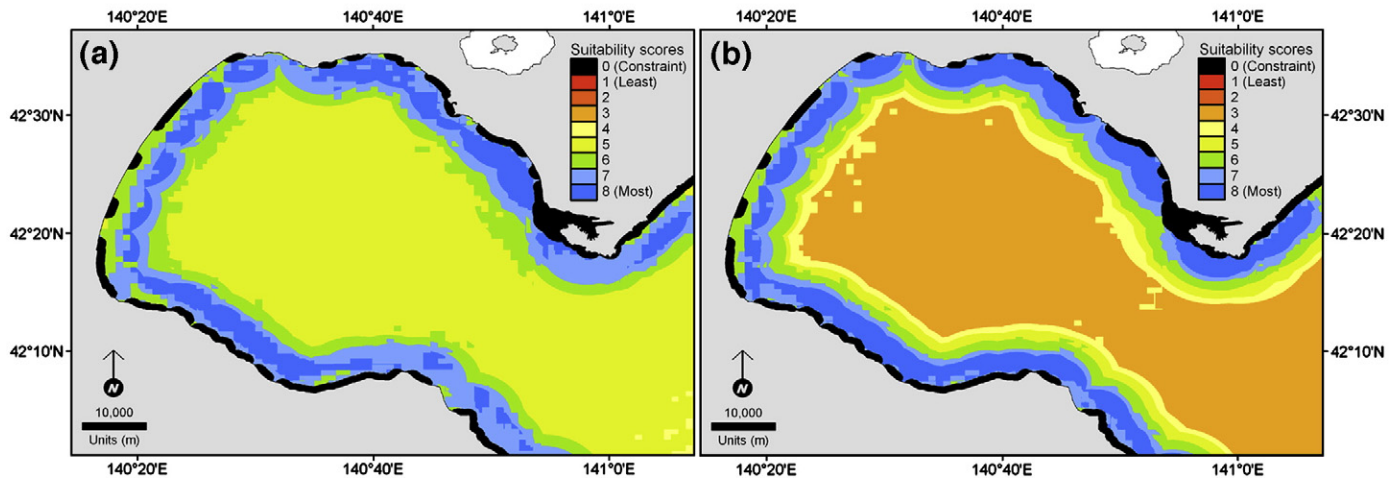 140°20'E 140°40'E 141°0'E 140°20'E 140°40'E 141°0'E
(a)
Suitability scores
0 (Constraint)
1 (Least)
2
3
4
5
6
7
8 (Most)
(b)
Suitability scores
0 (Constraint)
1 (Least)
2
3
4
5
6
7
8 (Most)
42°30'N
42°20'N
42°10'N
42°30'N
42°20'N
42°10'N
N
10,000
Units (m)
N
10,000
Units (m)
140°20'E 140°40'E 141°0'E 140°20'E 140°40'E 141°0'E